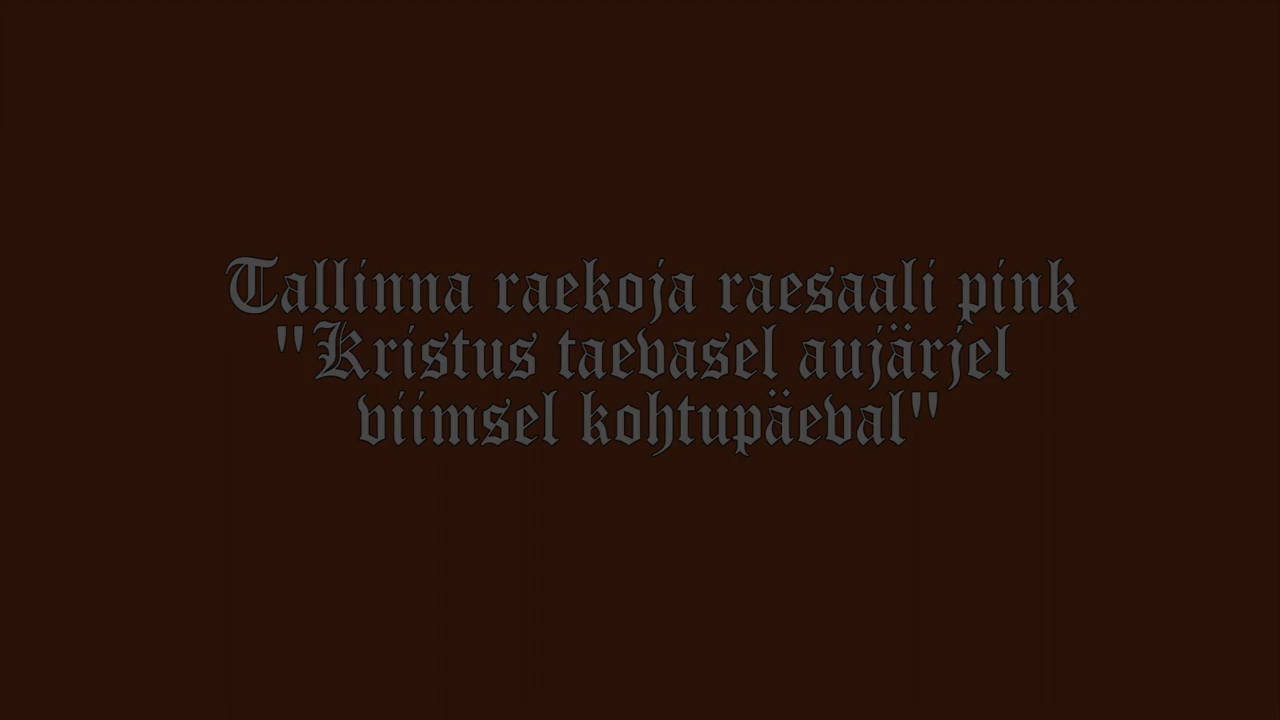 Tallinna raekoja raesaali pink
"Kristus taevasel aujärjel
viimsel kohtupäeval"